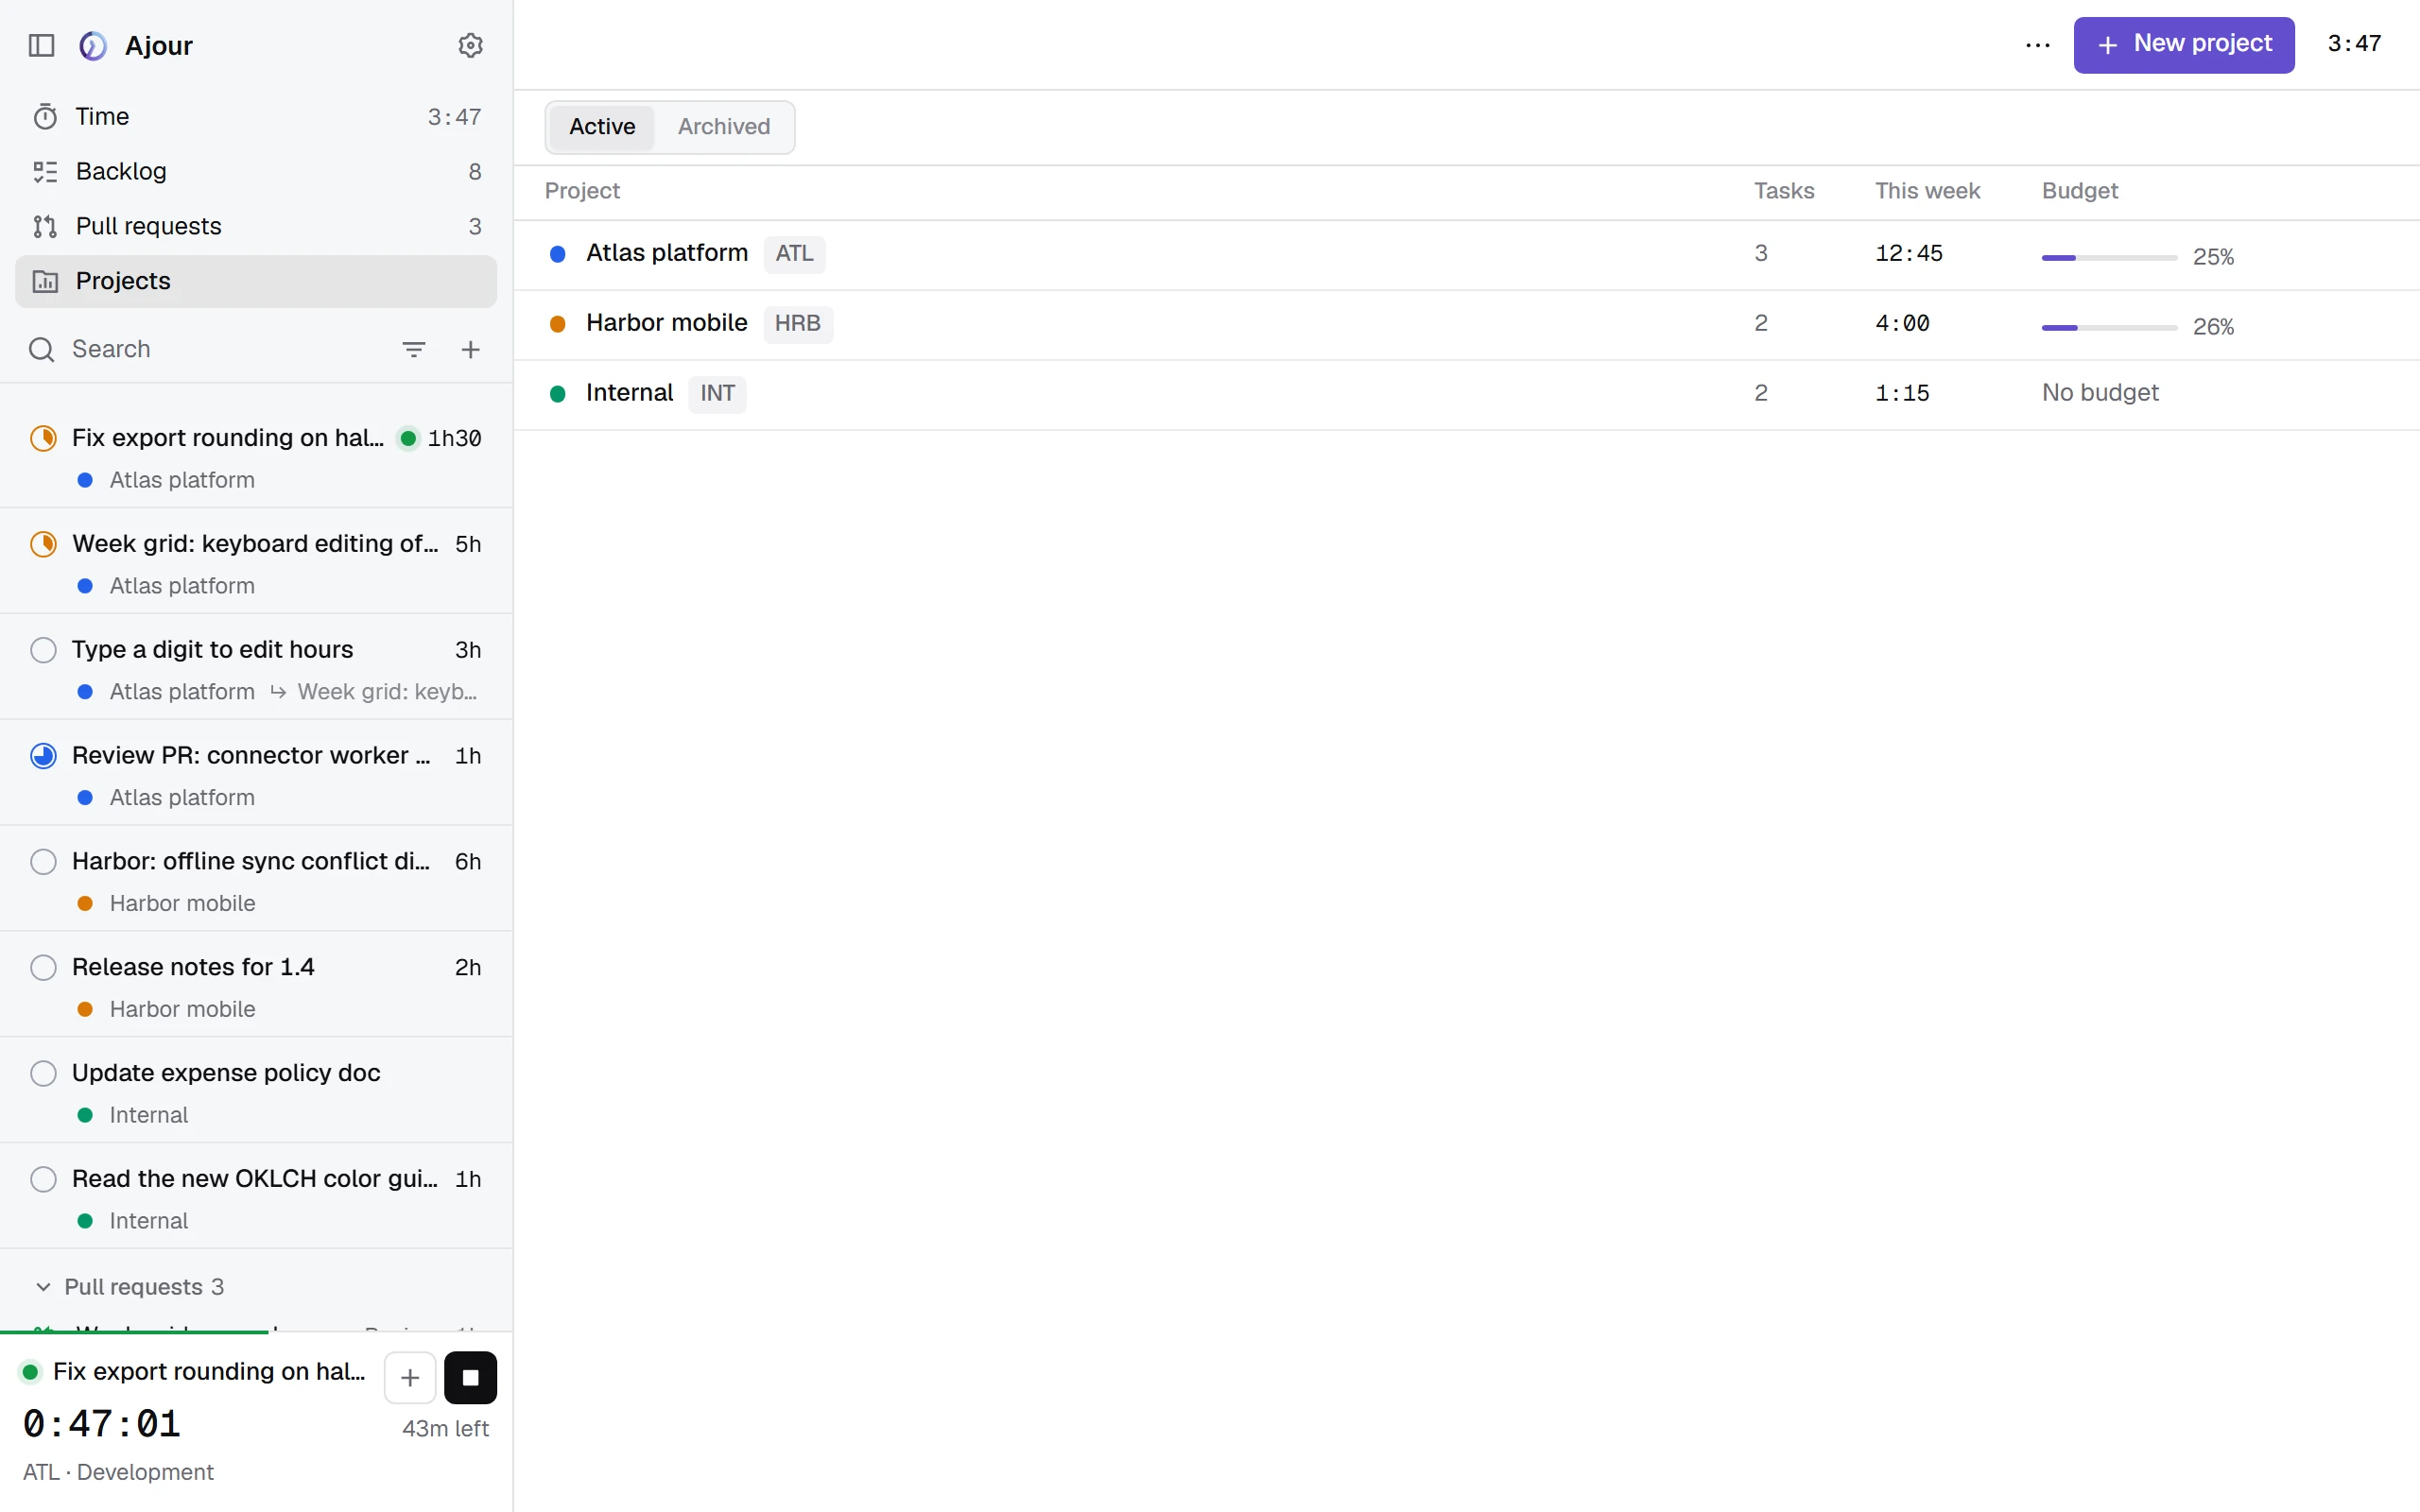 Ajour
Time 3:47
Backlog 8
Pull requests 3
Projects
Search
Fix export rounding on hal... 1h30
Atlas platform
Week grid: keyboard editing of... 5h
Atlas platform
Type a digit to edit hours 3h
Atlas platform ↳ Week grid: keyb...
Review PR: connector worker ... 1h
Atlas platform
Harbor: offline sync conflict di... 6h
Harbor mobile
Release notes for 1.4 2h
Harbor mobile
Update expense policy doc
Internal
Read the new OKLCH color gui... 1h
Internal
Pull requests 3
Fix export rounding on hal...
0:47:01 43m left
ATL · Development
... + New project 3:47
Active Archived
Project Tasks This week Budget
Atlas platform ATL 3 12:45 25%
Harbor mobile HRB 2 4:00 26%
Internal INT 2 1:15 No budget